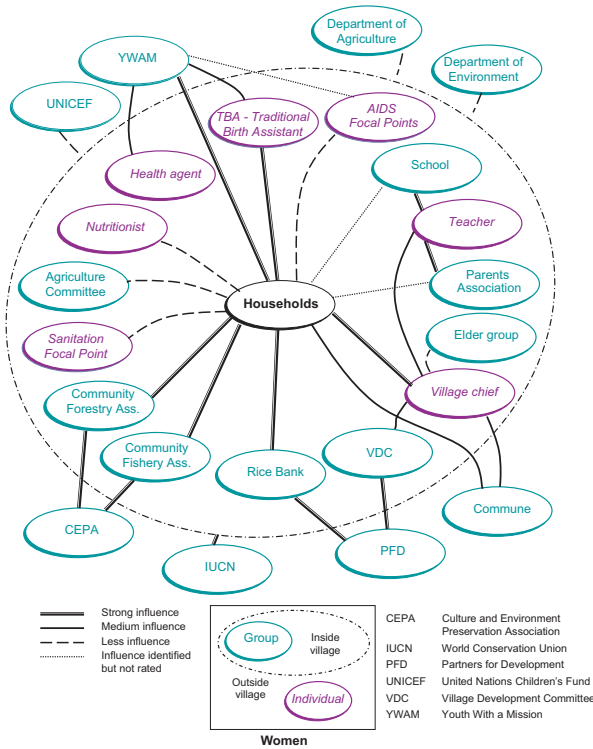 Department of
Agriculture
YWAM
Department of
Environment
UNICEF
TBA - Traditional
Birth Assistant
AIDS
Focal Points
School
Health agent
Nutritionist
Teacher
Agriculture
Committee
Parents
Association
Households
Sanitation
Focal Point
Elder group
Community
Forestry Ass.
Village chief
Community
Fishery Ass.
Rice Bank
VDC
Commune
CEPA
IUCN
PFD
Strong influence
Medium influence
Less influence
Influence identified
but not rated
Group
Inside
village
Outside
village
Individual
Women
CEPA Culture and Environment
Preservation Association
IUCN World Conservation Union
PFD Partners for Development
UNICEF United Nations Children's Fund
VDC Village Development Committee
YWAM Youth With a Mission